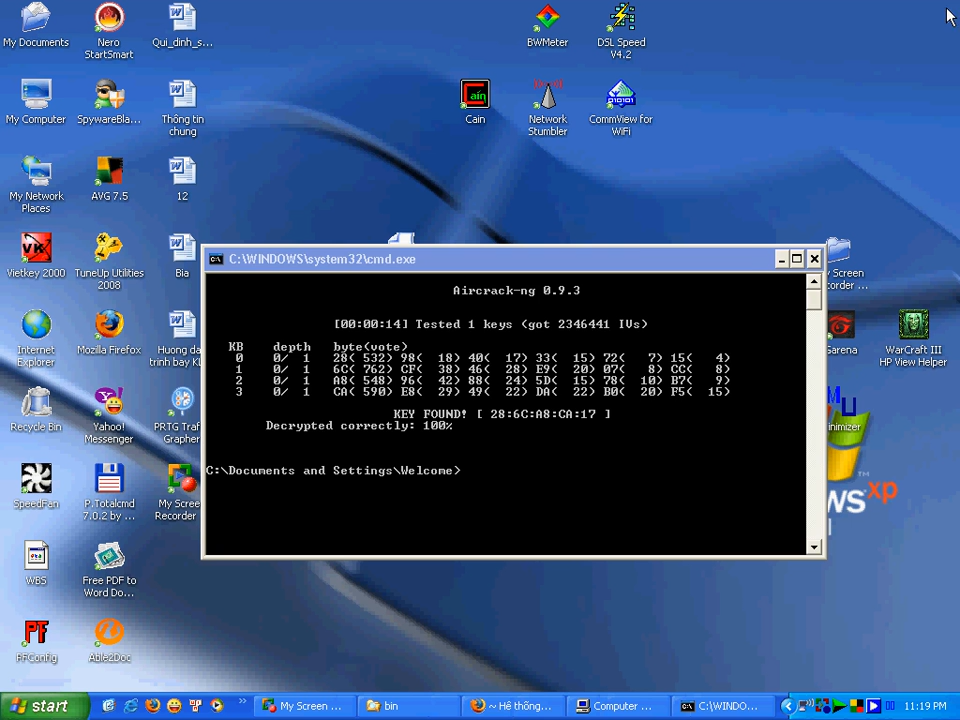 My Documents
Nero StartSmart
Qui_dinh_s...
BWMeter
DSL Speed V4.2
My Computer
SpywareBla...
Thông tin chung
Cain
Network Stumbler
CommView for WiFi
My Network Places
AVG 7.5
12
Vietkey 2000
TuneUp Utilities 2008
Bia
C:\WINDOWS\system32\cmd.exe
Aircrack-ng 0.9.3
[00:00:14] Tested 1 keys (got 2346441 IVs)
KB    depth   byte(vote)
0    0/  1   28( 532) 98(  18) 40(  17) 33(  15) 72(   7) 15(   4)
1    0/  1   6C( 762) CF(  38) 46(  28) E9(  20) 07(   8) CC(   8)
2    0/  1   A8( 548) 96(  42) 88(  24) 5D(  15) 78(  10) B7(   9)
3    0/  1   CA( 590) E8(  29) 49(  22) DA(  22) B0(  20) F5(  15)
KEY FOUND! [ 28:6C:A8:CA:17 ]
Decrypted correctly: 100%
C:\Documents and Settings\Welcome>
Internet Explorer
Mozilla Firefox
Huong da
trinh bay KL
WarCraft III
HP View Helper
Recycle Bin
Yahoo! Messenger
PRTG Traf
Grapher
SpeedFan
P.Totalcmd 7.0.2 by ...
My Scree
Recorder
WBS
Free PDF to Word Do...
Able2Doc
start
My Screen ...
bin
~ Hệ thống...
Computer ...
C:\WINDO...
11:19 PM